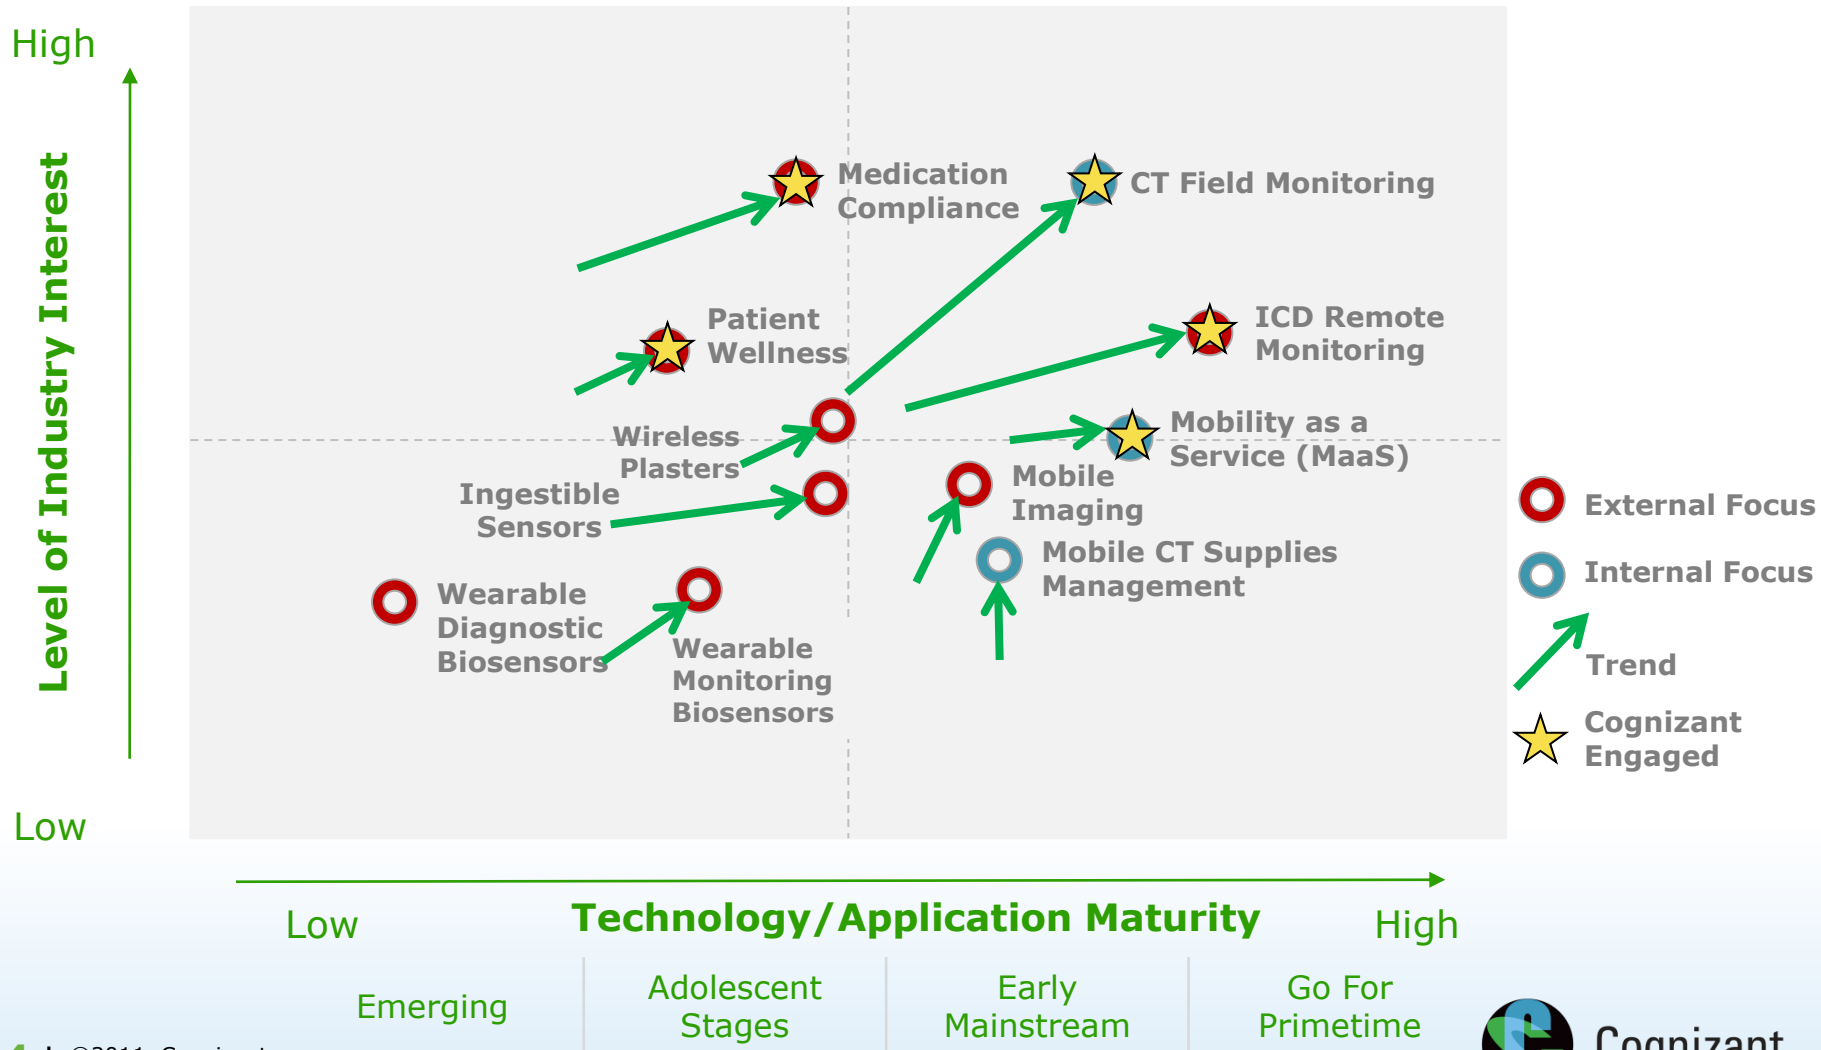 High
Level of Industry Interest
Low
Medication
Compliance
CT Field Monitoring
Patient
Wellness
ICD Remote
Monitoring
Wireless
Plasters
Mobility as a
Service (MaaS)
Ingestible
Sensors
Mobile
Imaging
Mobile CT Supplies
Management
Wearable
Diagnostic
Biosensors
Wearable
Monitoring
Biosensors
External Focus
Internal Focus
Trend
Cognizant
Engaged
Low
Technology/Application Maturity
High
Emerging
Adolescent
Stages
Early
Mainstream
Go For
Primetime
| ©2011, Cognizant
Cognizant